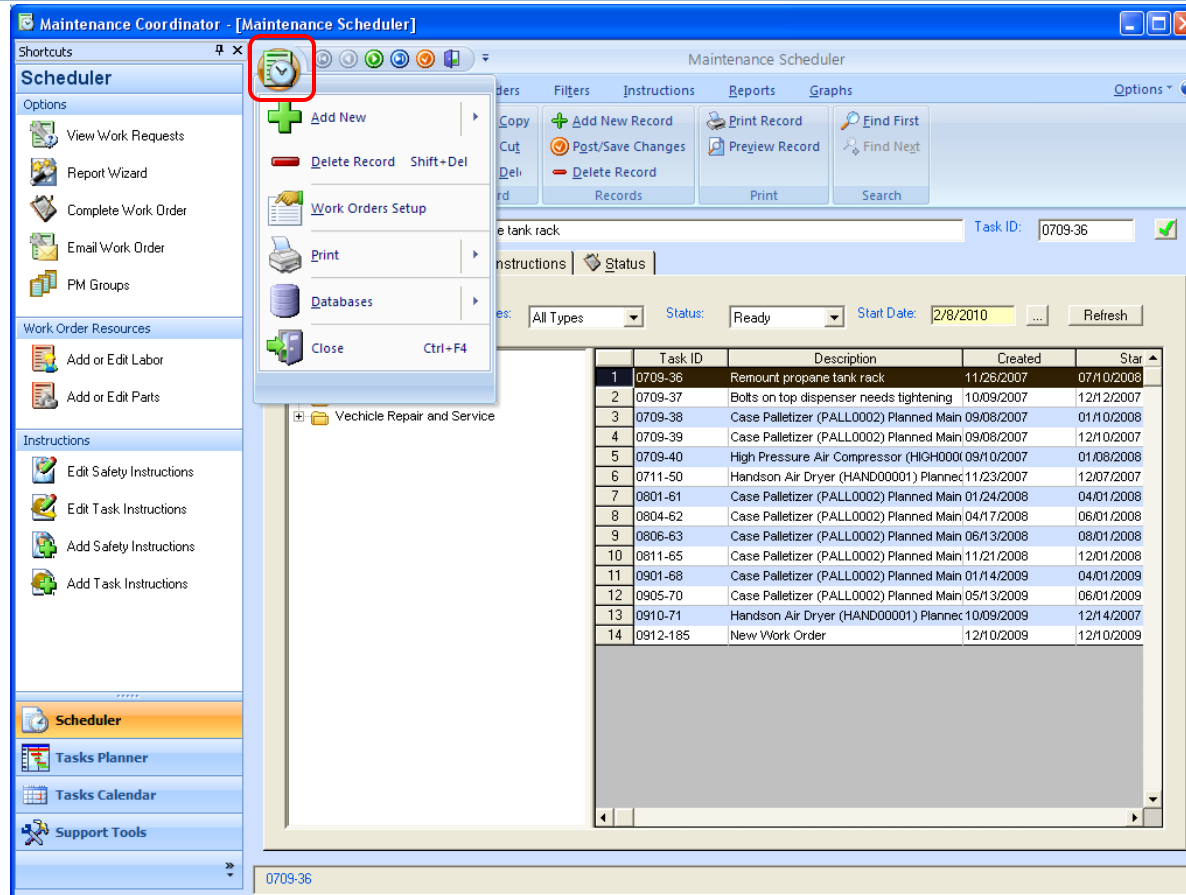 Maintenance Coordinator - [Maintenance Scheduler]
Shortcuts
Maintenance Scheduler
Scheduler
Options
View Work Requests
Report Wizard
Complete Work Order
Email Work Order
PM Groups
Work Order Resources
Add or Edit Labor
Add or Edit Parts
Instructions
Edit Safety Instructions
Edit Task Instructions
Add Safety Instructions
Add Task Instructions
Scheduler
Tasks Planner
Tasks Calendar
Support Tools
Add New
Delete Record Shift+Del
Work Orders Setup
Print
Databases
Close Ctrl+F4
Filters Instructions Reports Graphs Options
Copy Add New Record Print Record Find First
Cut Post/Save Changes Preview Record Find Next
Delete Record
Records Print Search
tank rack Task ID: 0709-36
Status
All Types Status: Ready Start Date: 2/8/2010 ... Refresh
Vechicle Repair and Service
Task ID Description Created Star
1 0709-36 Remount propane tank rack 11/26/2007 07/10/2008
2 0709-37 Bolts on top dispenser needs tightening 10/09/2007 12/12/2007
3 0709-38 Case Palletizer (PALL0002) Planned Main 09/08/2007 01/10/2008
4 0709-39 Case Palletizer (PALL0002) Planned Main 09/08/2007 12/10/2007
5 0709-40 High Pressure Air Compressor (HIGH000 09/10/2007 01/08/2008
6 0711-50 Handson Air Dryer (HAND00001) Planne 11/23/2007 12/07/2007
7 0801-61 Case Palletizer (PALL0002) Planned Main 01/24/2008 04/01/2008
8 0804-62 Case Palletizer (PALL0002) Planned Main 04/17/2008 06/01/2008
9 0806-63 Case Palletizer (PALL0002) Planned Main 06/13/2008 08/01/2008
10 0811-65 Case Palletizer (PALL0002) Planned Main 11/21/2008 12/01/2008
11 0901-68 Case Palletizer (PALL0002) Planned Main 01/14/2009 04/01/2009
12 0905-70 Case Palletizer (PALL0002) Planned Main 05/13/2009 06/01/2009
13 0910-71 Handson Air Dryer (HAND00001) Planne 10/09/2009 12/14/2007
14 0912-185 New Work Order 12/10/2009 12/10/2009
0709-36